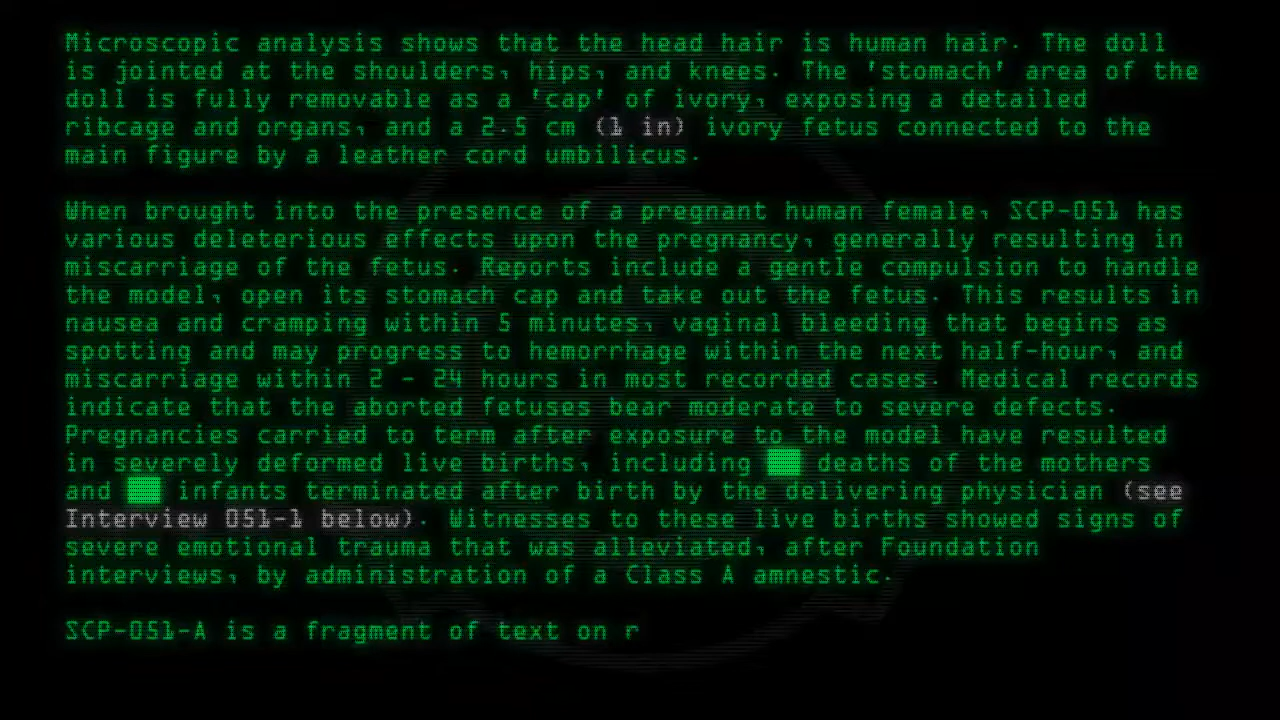 Microscopic analysis shows that the head hair is human hair. The doll
is jointed at the shoulders, hips, and knees. The 'stomach' area of the
doll is fully removable as a 'cap' of ivory, exposing a detailed
ribcage and organs, and a 2.5 cm (1 in) ivory fetus connected to the
main figure by a leather cord umbilicus.
When brought into the presence of a pregnant human female, SCP-051 has
various deleterious effects upon the pregnancy, generally resulting in
miscarriage of the fetus. Reports include a gentle compulsion to handle
the model, open its stomach cap and take out the fetus. This results in
nausea and cramping within 5 minutes, vaginal bleeding that begins as
spotting and may progress to hemorrhage within the next half-hour, and
miscarriage within 2 - 24 hours in most recorded cases. Medical records
indicate that the aborted fetuses bear moderate to severe defects.
Pregnancies carried to term after exposure to the model have resulted
in severely deformed live births, including ██ deaths of the mothers
and ██ infants terminated after birth by the delivering physician (see
Interview 051-1 below). Witnesses to these live births showed signs of
severe emotional trauma that was alleviated, after Foundation
interviews, by administration of a Class A amnestic.
SCP-051-A is a fragment of text on r